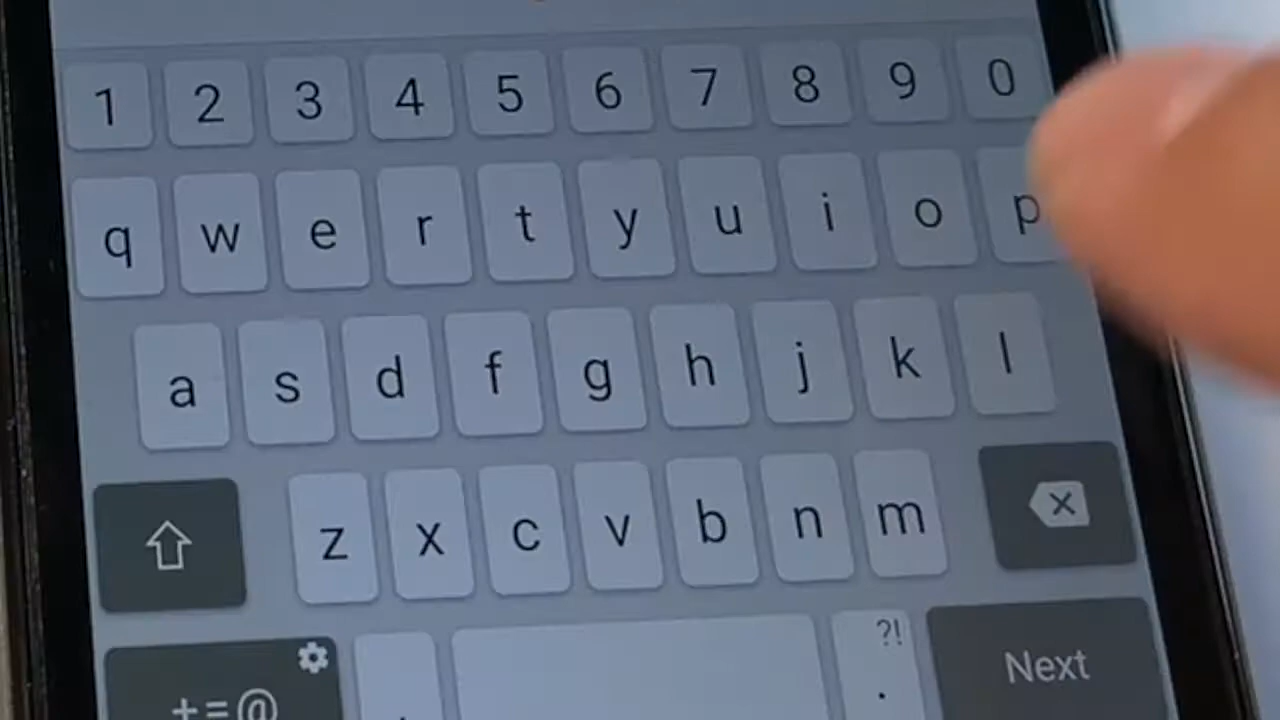 1 2 3 4 5 6 7 8 9 0
q w e r t y u i o p
a s d f g h j k l
z x c v b n m
+=@ , ?! . Next